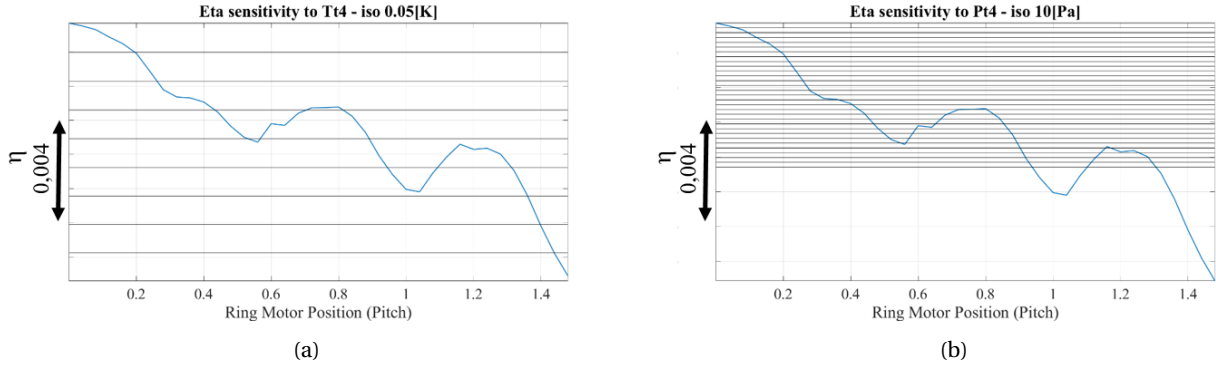 Eta sensitivity to Tt4 - iso 0.05[K]
η
0,004
0.2 0.4 0.6 0.8 1 1.2 1.4
Ring Motor Position (Pitch)
(a)
Eta sensitivity to Pt4 - iso 10[Pa]
η
0,004
0.2 0.4 0.6 0.8 1 1.2 1.4
Ring Motor Position (Pitch)
(b)